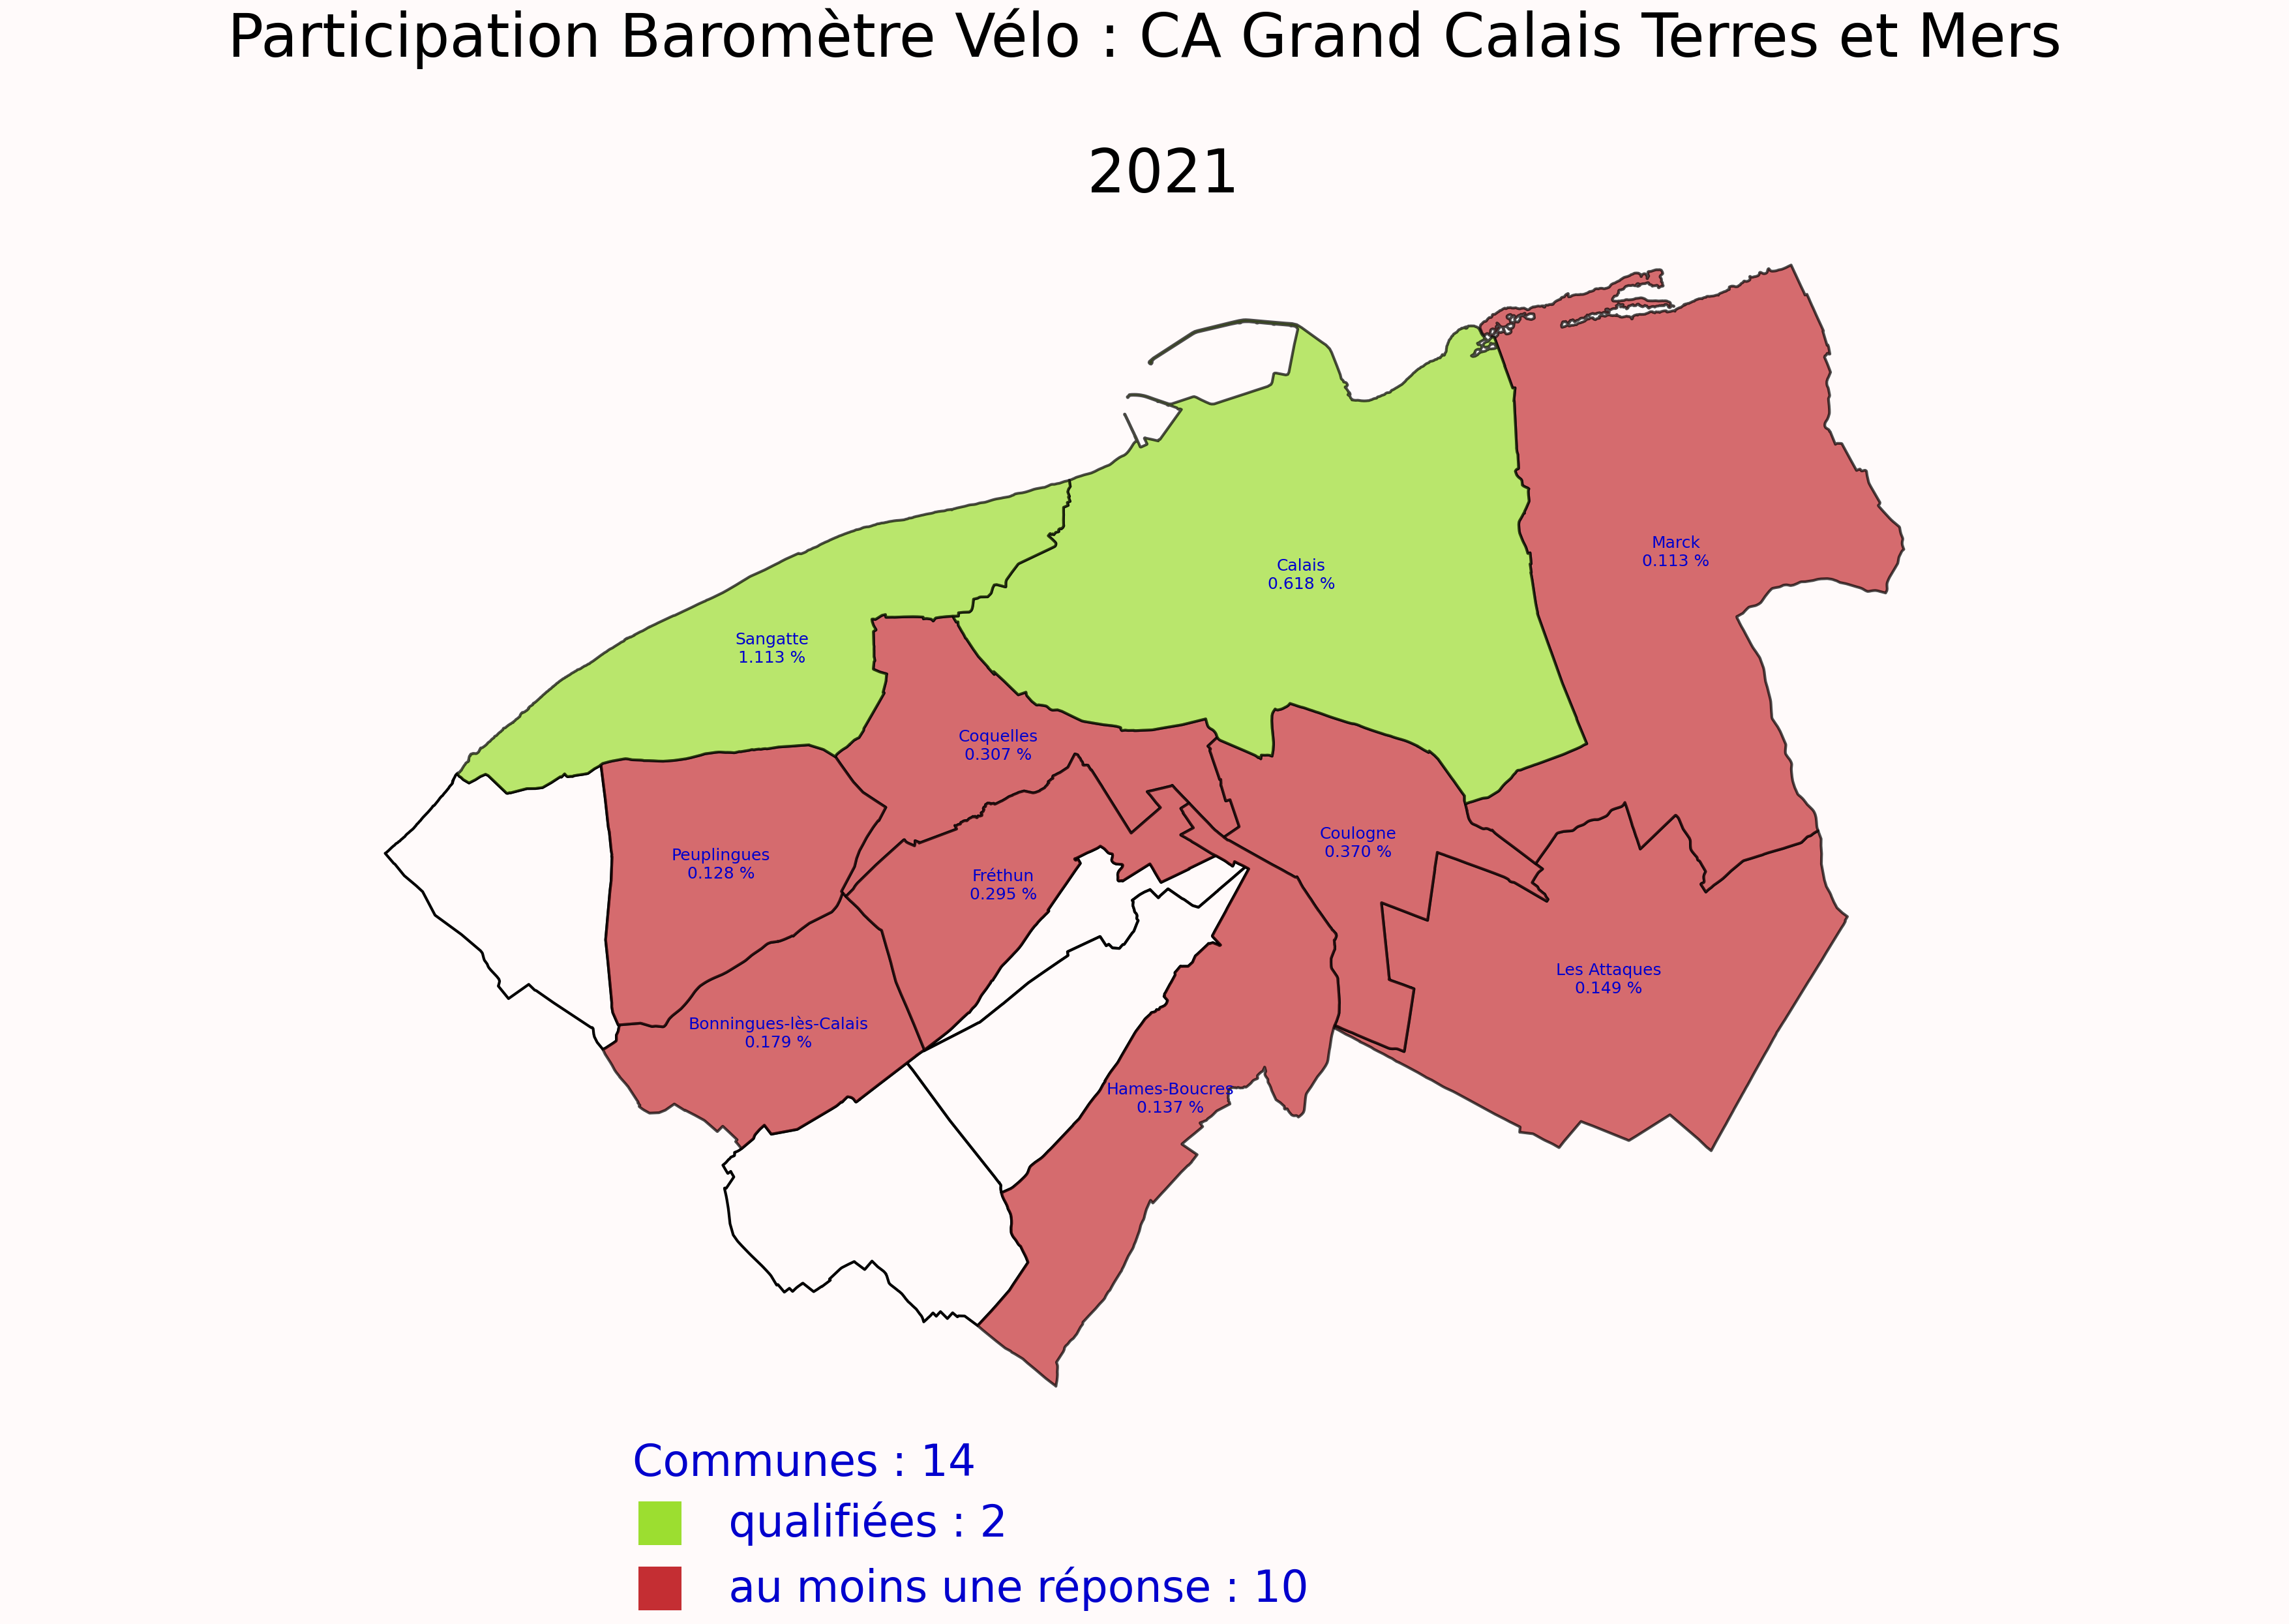 Participation Baromètre Vélo : CA Grand Calais Terres et Mers
2021
Marck
0.113 %
Calais
0.618 %
Sangatte
1.113 %
Coquelles
0.307 %
Coulogne
0.370 %
Peuplingues
0.128 %
Fréthun
0.295 %
Les Attaques
0.149 %
Bonningues-lès-Calais
0.179 %
Hames-Boucres
0.137 %
Communes : 14
qualifiées : 2
au moins une réponse : 10